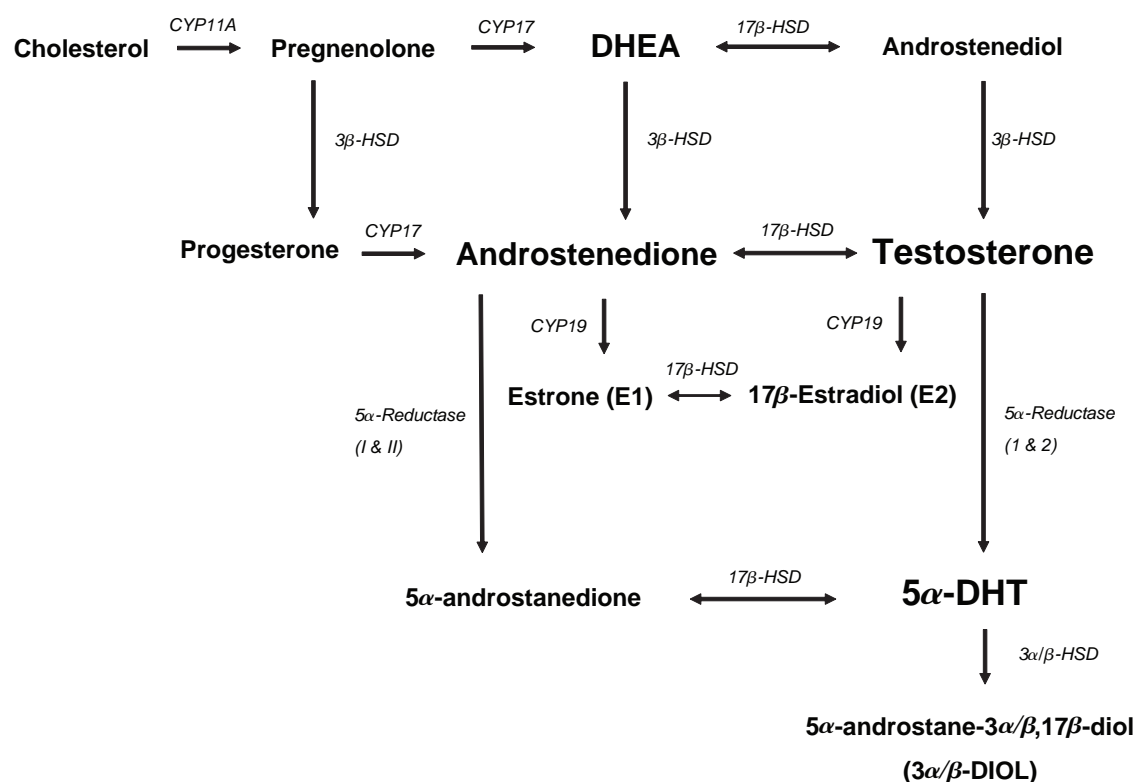 CYP11A CYP17 17β-HSD
Cholesterol Pregnenolone DHEA Androstenediol
3β-HSD 3β-HSD 3β-HSD
CYP17 17β-HSD
Progesterone Androstenedione Testosterone
CYP19 CYP19
17β-HSD
Estrone (E1) 17β-Estradiol (E2)
5α-Reductase 5α-Reductase
(I & II) (1 & 2)
17β-HSD
5α-androstanedione 5α-DHT
3α/β-HSD
5α-androstane-3α/β,17β-diol
(3α/β-DIOL)